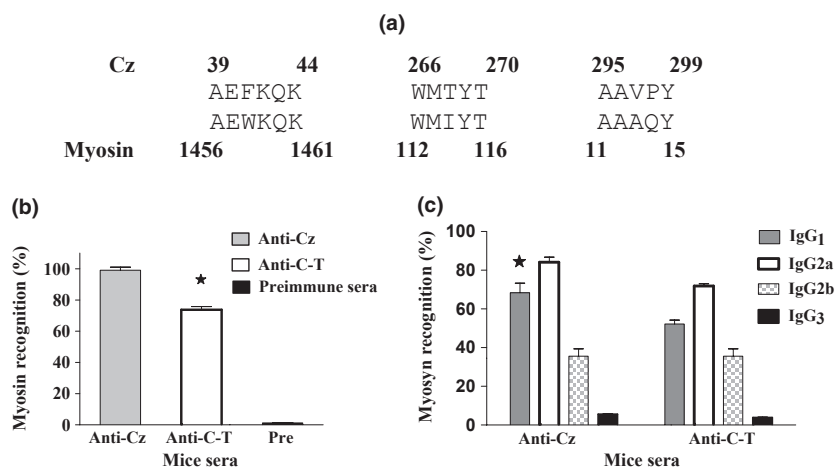 (a)
Cz 39 44 266 270 295 299
AEFKQK WMTYT AAVPY
AEWKQK WMIYT AAAQY
Myosin 1456 1461 112 116 11 15
(b)
Myosin recognition (%)
120
100
80
60
40
20
0
Anti-Cz
Anti-C-T
Preimmune sera
★
Anti-Cz Anti-C-T Pre
Mice sera
(c)
Myosyn recognition (%)
100
80
60
40
20
0
★
IgG1
IgG2a
IgG2b
IgG3
Anti-Cz Anti-C-T
Mice sera